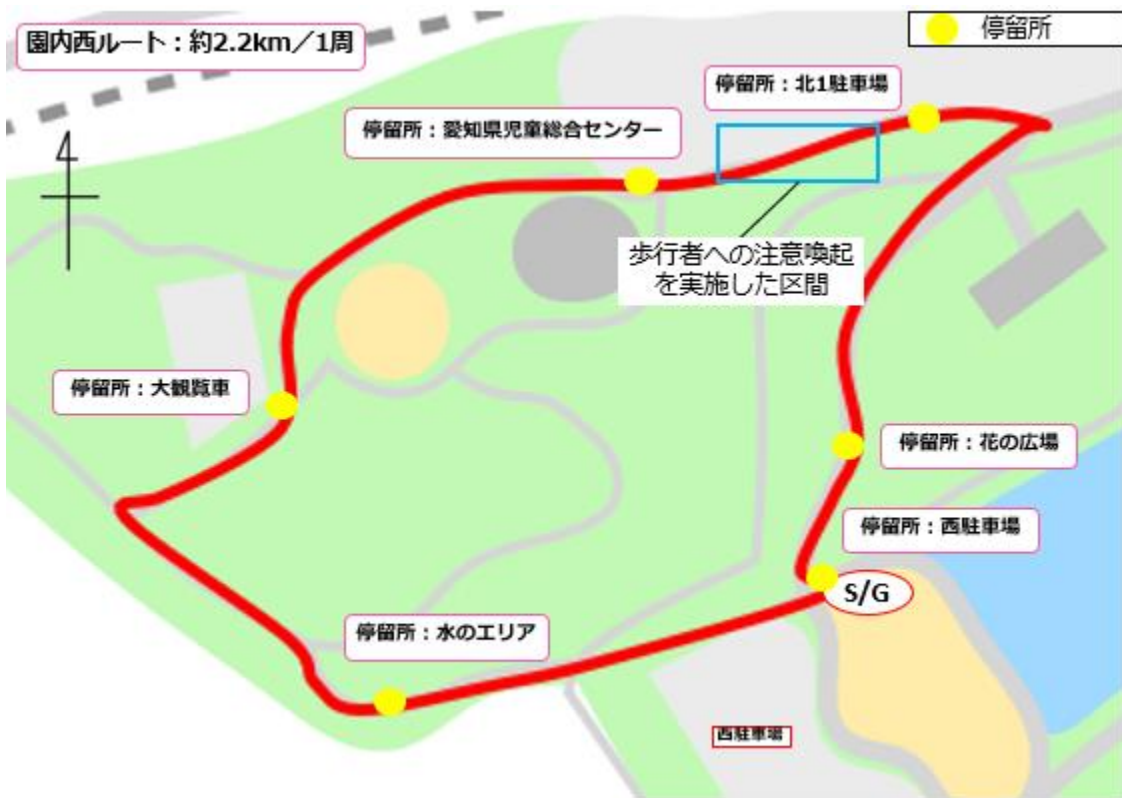 園内西ルート：約2.2km／1周
停留所
停留所：北1駐車場
停留所：愛知県児童総合センター
歩行者への注意喚起
を実施した区間
停留所：大観覧車
停留所：花の広場
停留所：西駐車場
S/G
停留所：水のエリア
西駐車場